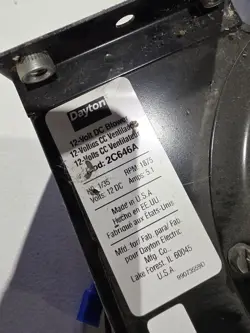 Dayton
12-Volt DC Blower
12-Voltios CC Ventilador
12-Volts CC Ventilateur
2C646A
1/35 RPM: 1875
Volts: 12 DC Amps: 5.1
Made in U.S.A
Hecho en EE.UU
Fabriqué aux États-Unis
Mfd. for/ Fab. para/ Fab
pour Dayton Electric
Mfg. Co.,
Lake Forest, IL 60045
U.S.A